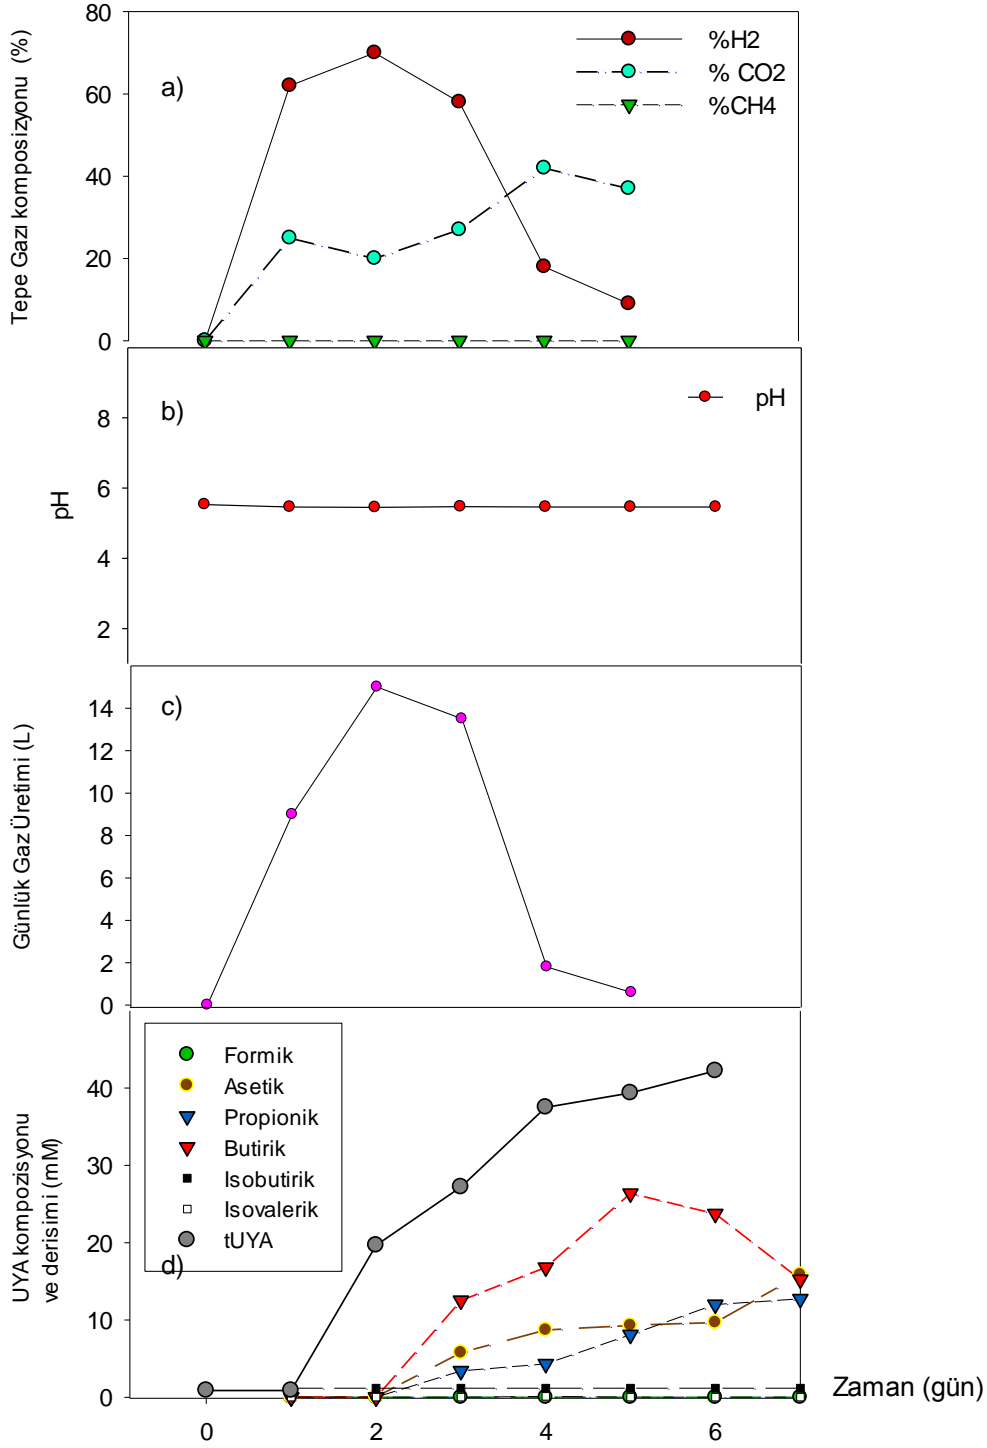 Tepe Gazı komposizyonu (%)
80
60
40
20
0
a)
%H2
% CO2
%CH4
pH
8
6
4
2
b)
pH
Günlük Gaz Üretimi (L)
14
12
10
8
6
4
2
0
c)
UYA kompozisyonu
ve derisimi (mM)
40
30
20
10
0
Formik
Asetik
Propionik
Butirik
Isobutirik
Isovalerik
tUYA
d)
0 2 4 6
Zaman (gün)